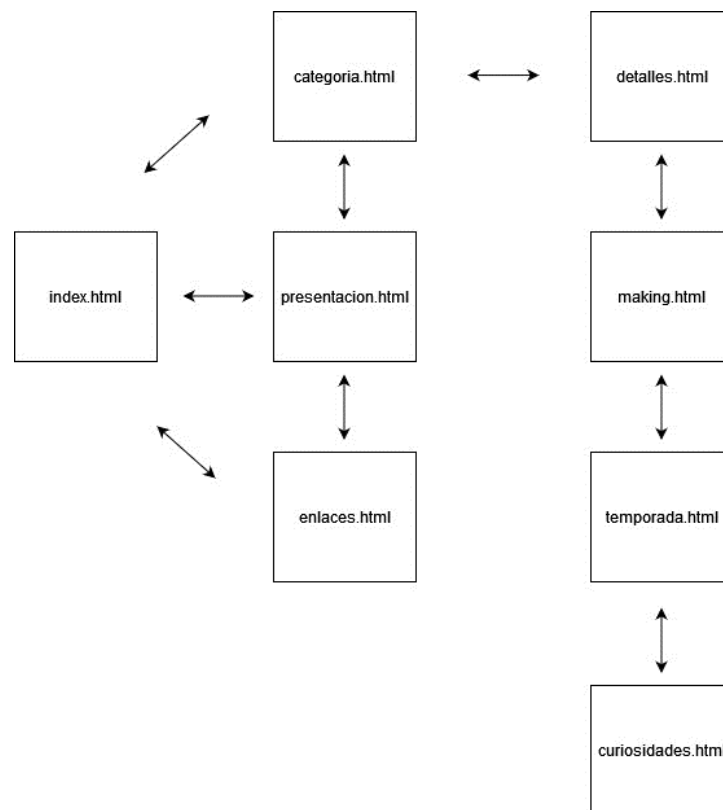 categoria.html
detalles.html
index.html
presentacion.html
making.html
enlaces.html
temporada.html
curiosidades.html